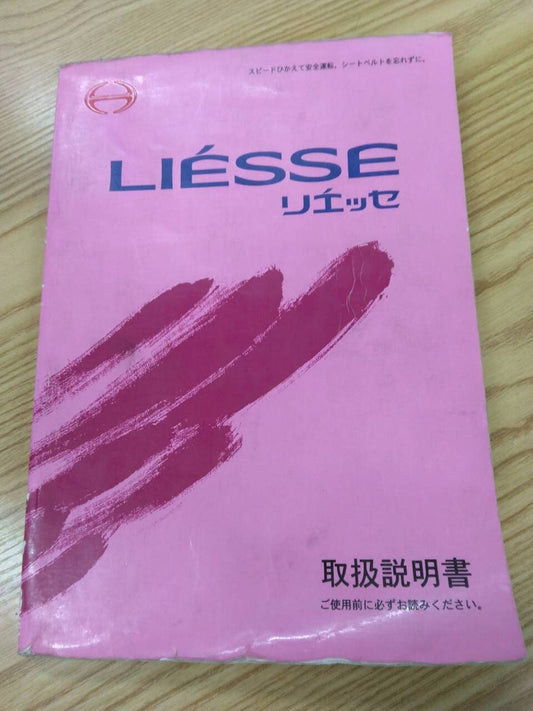 スピードひかえて安全運転。シートベルトを忘れずに。
LIÉSSE
リエッセ
取扱説明書
ご使用前に必ずお読みください。